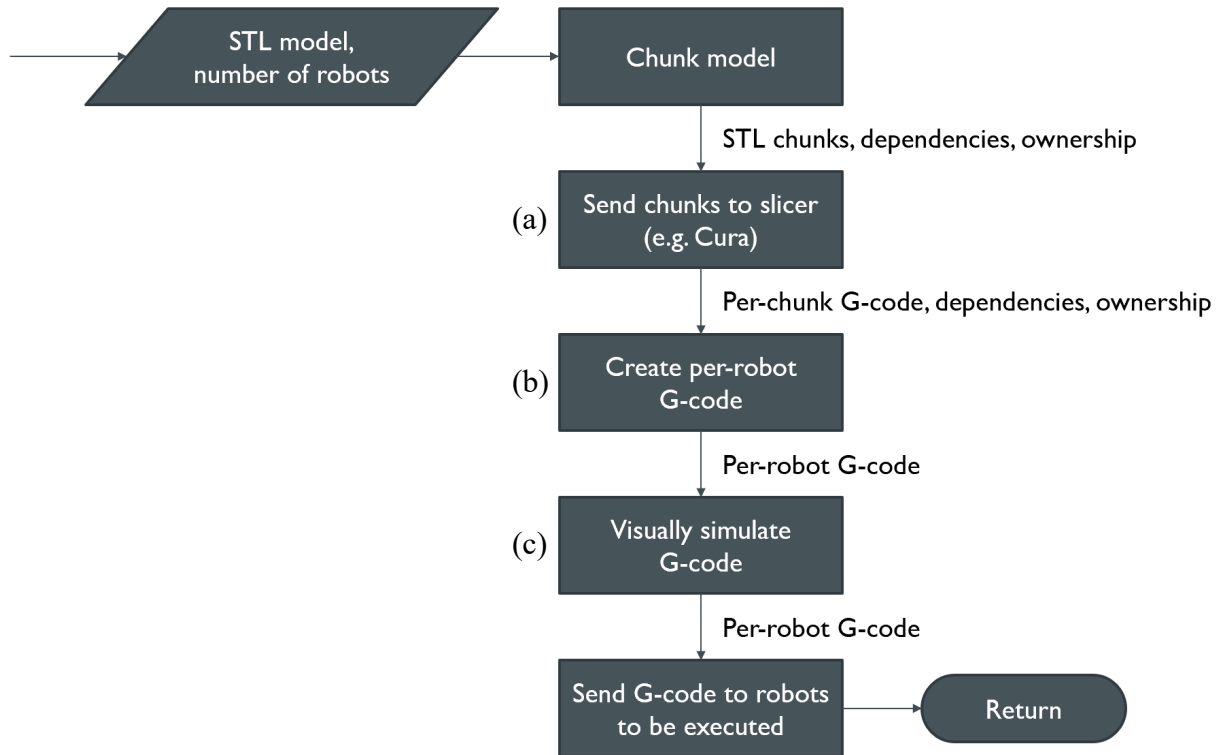 STL model,
number of robots
Chunk model
STL chunks, dependencies, ownership
(a)
Send chunks to slicer
(e.g. Cura)
Per-chunk G-code, dependencies, ownership
(b)
Create per-robot
G-code
Per-robot G-code
(c)
Visually simulate
G-code
Per-robot G-code
Send G-code to robots
to be executed
Return